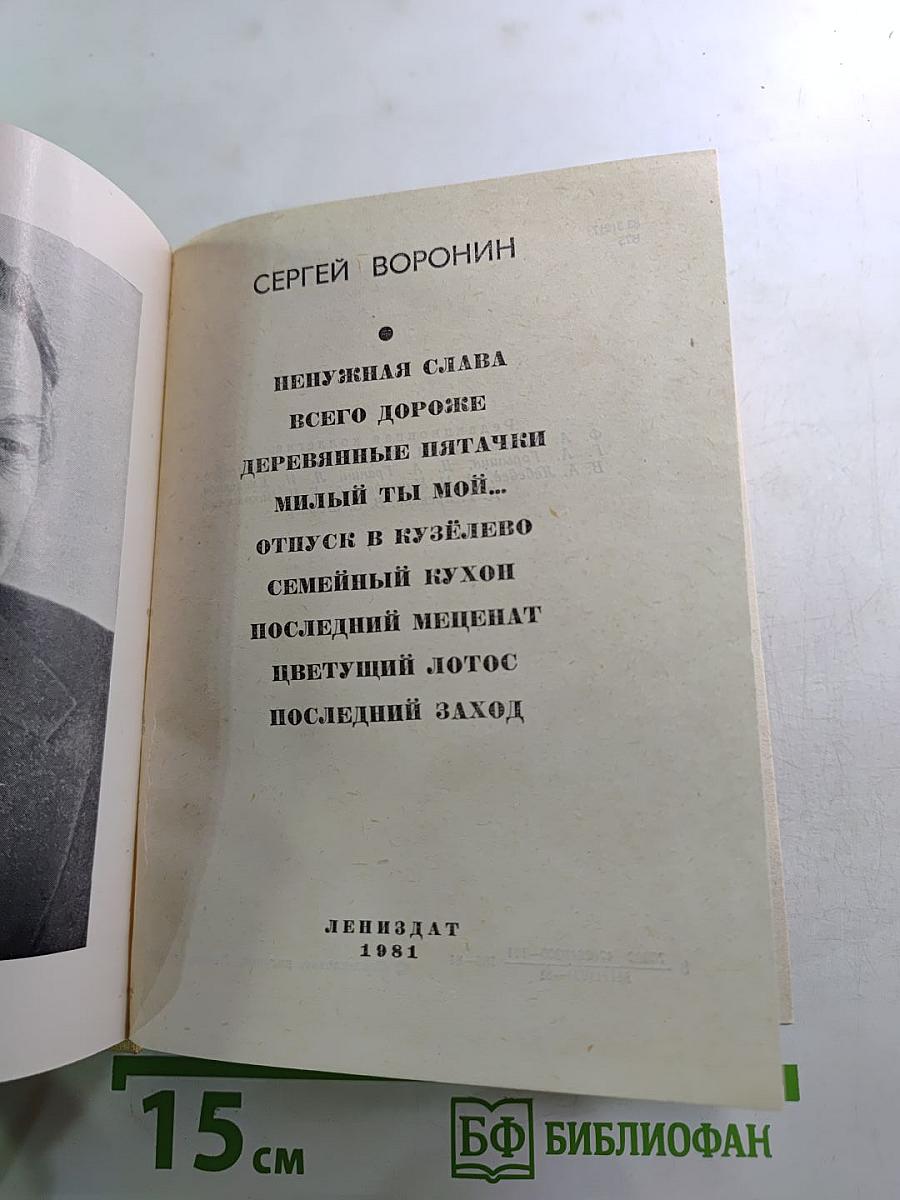 СЕРГЕЙ ВОРОНИН
НЕНУЖНАЯ СЛАВА
ВСЕГО ДОРОЖЕ
ДЕРЕВЯННЫЕ ПЯТАЧКИ
МИЛЫЙ ТЫ МОЙ...
ОТПУСК В КУЗЁЛЕВО
СЕМЕЙНЫЙ КУХОН
ПОСЛЕДНИЙ МЕЦЕНАТ
ЦВЕТУЩИЙ ЛОТОС
ПОСЛЕДНИЙ ЗАХОД
ЛЕНИЗДАТ
1981
15 см
БФ БИБЛИОФАН